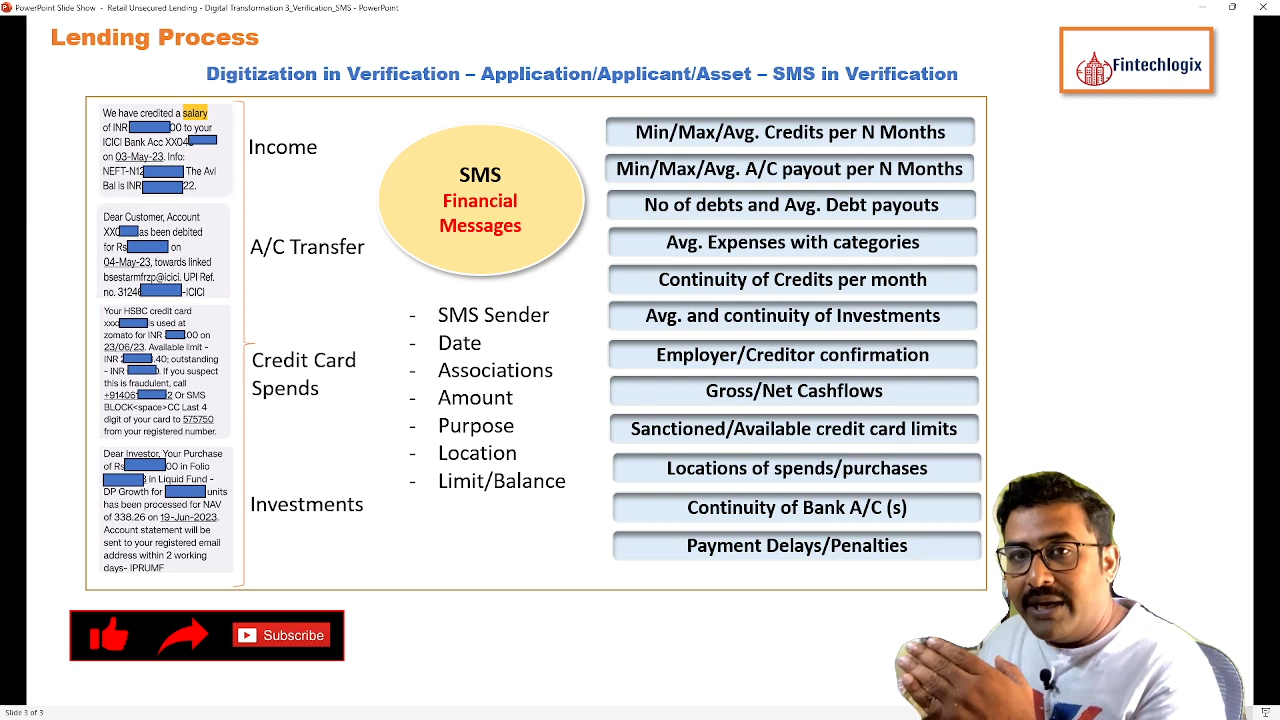 PowerPoint Slide Show - Retail Unsecured Lending - Digital Transformation 3_Verification_SMS - PowerPoint
Lending Process
Fintechlogix
Digitization in Verification – Application/Applicant/Asset – SMS in Verification
We have credited a salary
of INR 00 to your
ICICI Bank Acc XX04
on 03-May-23. Info:
NEFT-N12 The Avl
Bal is INR 22.
Income
Dear Customer, Account
XX0 as been debited
for Rs on
04-May-23, towards linked
bsestarmfrzp@icici. UPI Ref.
no. 31246 -ICICI
A/C Transfer
Your HSBC credit card
xxx s used at
zomato for INR 00 on
23/06/23. Available limit -
INR .40; outstanding
- INR . If you suspect
this is fraudulent, call
+91406 2 Or SMS
BLOCK<space>CC Last 4
digit of your card to 575750
from your registered number.
Credit Card
Spends
Dear Investor, Your Purchase
of Rs 00 in Folio
in Liquid Fund -
DP Growth for units
has been processed for NAV
of 338.26 on 19-Jun-2023.
Account statement will be
sent to your registered email
address within 2 working
days- IPRUMF
Investments
SMS
Financial
Messages
- SMS Sender
- Date
- Associations
- Amount
- Purpose
- Location
- Limit/Balance
Min/Max/Avg. Credits per N Months
Min/Max/Avg. A/C payout per N Months
No of debts and Avg. Debt payouts
Avg. Expenses with categories
Continuity of Credits per month
Avg. and continuity of Investments
Employer/Creditor confirmation
Gross/Net Cashflows
Sanctioned/Available credit card limits
Locations of spends/purchases
Continuity of Bank A/C (s)
Payment Delays/Penalties
Subscribe
Slide 3 of 3